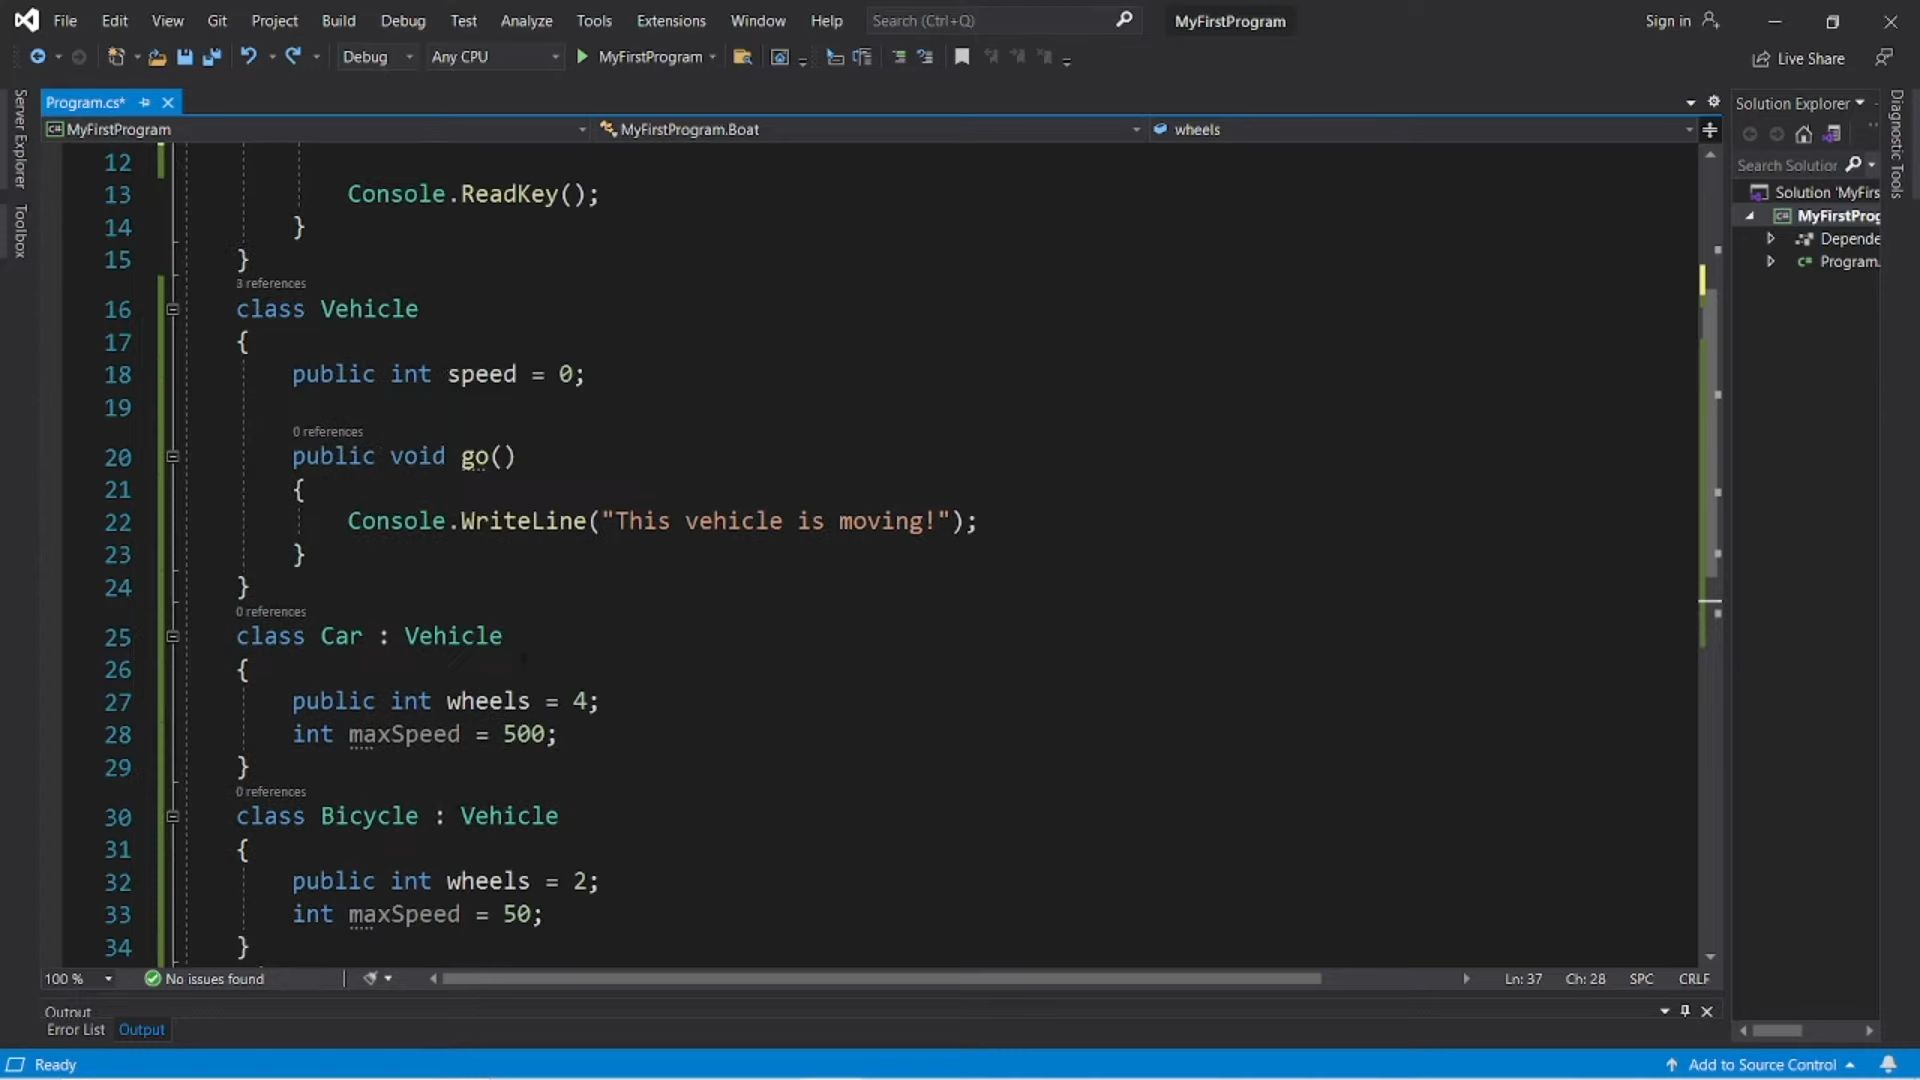 File Edit View Git Project Build Debug Test Analyze Tools Extensions Window Help Search (Ctrl+Q) MyFirstProgram Sign in
Debug Any CPU MyFirstProgram Live Share
Server Explorer
Toolbox
Program.cs*
MyFirstProgram MyFirstProgram.Boat wheels
12
13 Console.ReadKey();
14 }
15 }
3 references
16 class Vehicle
17 {
18 public int speed = 0;
19
0 references
20 public void go()
21 {
22 Console.WriteLine("This vehicle is moving!");
23 }
24 }
0 references
25 class Car : Vehicle
26 {
27 public int wheels = 4;
28 int maxSpeed = 500;
29 }
0 references
30 class Bicycle : Vehicle
31 {
32 public int wheels = 2;
33 int maxSpeed = 50;
34 }
100 % No issues found Ln: 37 Ch: 28 SPC CRLF
Output
Error List Output
Ready Add to Source Control
Solution Explorer
Search Solution
Solution 'MyFirs
MyFirstProg
Depende
Program.
Diagnostic Tools